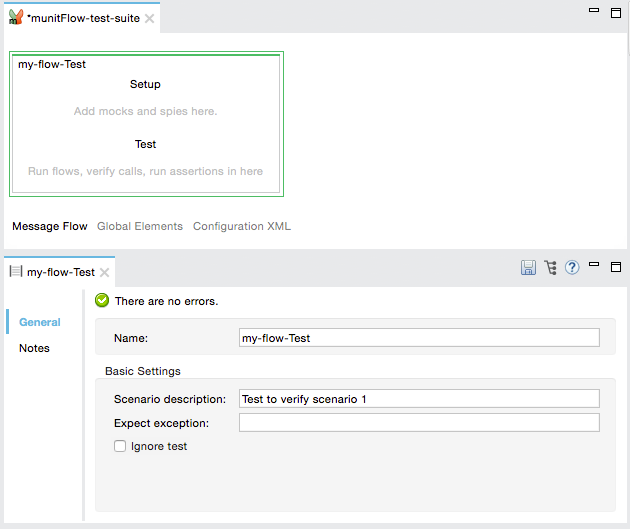 *munitFlow-test-suite
my-flow-Test
Setup
Add mocks and spies here.
Test
Run flows, verify calls, run assertions in here
Message Flow Global Elements Configuration XML
my-flow-Test
There are no errors.
General
Notes
Name: my-flow-Test
Basic Settings
Scenario description: Test to verify scenario 1
Expect exception:
Ignore test